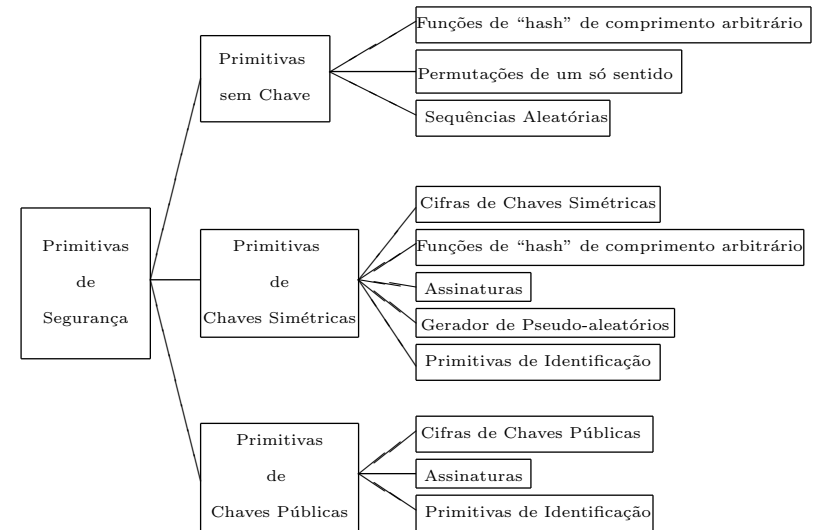 Primitivas
de
Segurança
Primitivas
sem Chave
Funções de “hash” de comprimento arbitrário
Permutações de um só sentido
Sequências Aleatórias
Primitivas
de
Chaves Simétricas
Cifras de Chaves Simétricas
Funções de “hash” de comprimento arbitrário
Assinaturas
Gerador de Pseudo-aleatórios
Primitivas de Identificação
Primitivas
de
Chaves Públicas
Cifras de Chaves Públicas
Assinaturas
Primitivas de Identificação